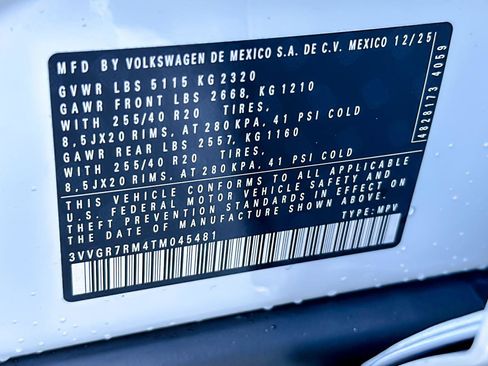 MFD BY VOLKSWAGEN DE MEXICO S.A. DE C.V. MEXICO 12/25
GVWR LBS 5115 KG 2320
GAWR FRONT LBS 2668, KG 1210
WITH 255/40 R20 TIRES,
8,5JX20 RIMS, AT 280 KPA, 41 PSI COLD
GAWR REAR LBS 2557, KG 1160
WITH 255/40 R20 TIRES,
8,5JX20 RIMS, AT 280 KPA, 41 PSI COLD
THIS VEHICLE CONFORMS TO ALL APPLICABLE
U.S. FEDERAL MOTOR VEHICLE SAFETY AND
THEFT PREVENTION STANDARDS IN EFFECT ON
THE DATE OF MANUFACTURE SHOWN ABOVE.
3VVGR7RM4TM045481 TYPE: MPV
4828173 4059